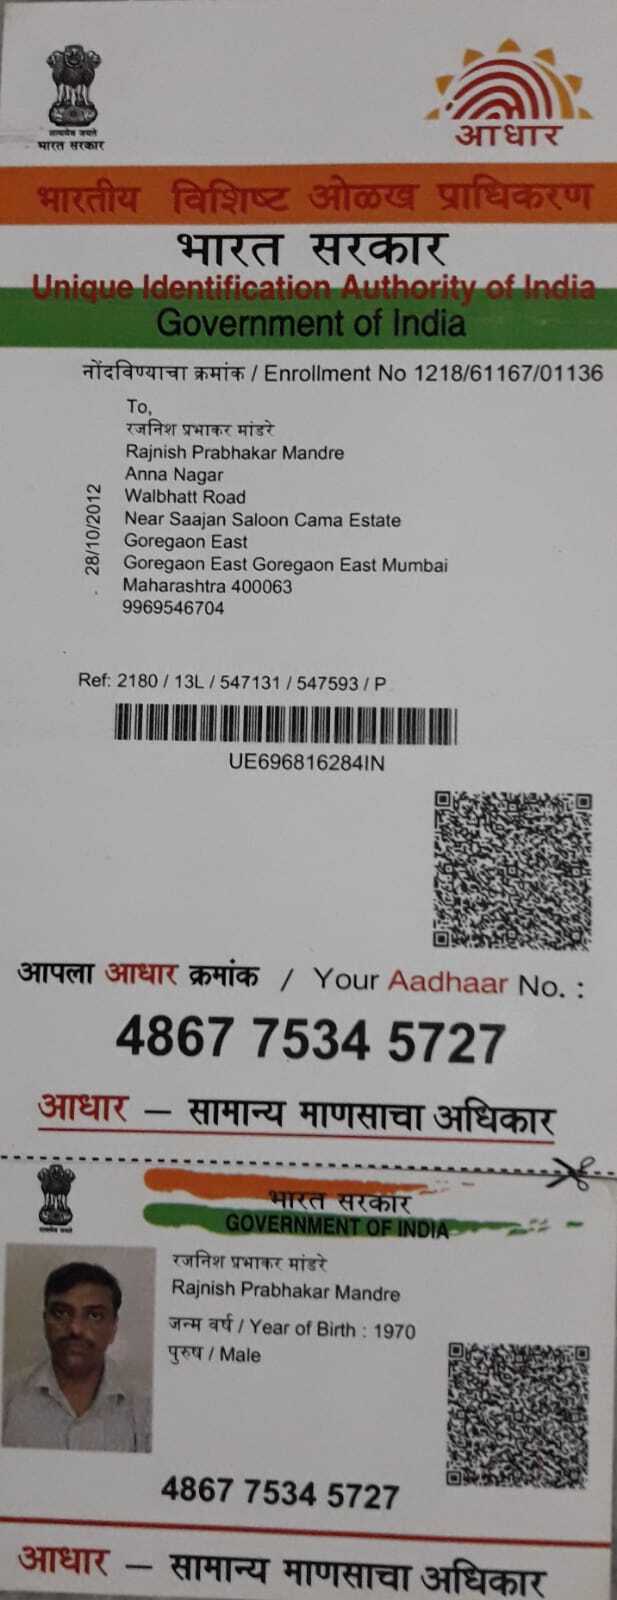 सत्यमेव जयते
भारत सरकार
आधार
भारतीय विशिष्ट ओळख प्राधिकरण
भारत सरकार
Unique Identification Authority of India
Government of India
नोंदविण्याचा क्रमांक / Enrollment No 1218/61167/01136
To,
रजनिश प्रभाकर मांडरे
Rajnish Prabhakar Mandre
Anna Nagar
Walbhatt Road
Near Saajan Saloon Cama Estate
Goregaon East
Goregaon East Goregaon East Mumbai
Maharashtra 400063
9969546704
28/10/2012
Ref: 2180 / 13L / 547131 / 547593 / P
UE696816284IN
आपला आधार क्रमांक / Your Aadhaar No. :
4867 7534 5727
आधार – सामान्य माणसाचा अधिकार
भारत सरकार
GOVERNMENT OF INDIA
रजनिश प्रभाकर मांडरे
Rajnish Prabhakar Mandre
जन्म वर्ष / Year of Birth : 1970
पुरुष / Male
4867 7534 5727
आधार – सामान्य माणसाचा अधिकार